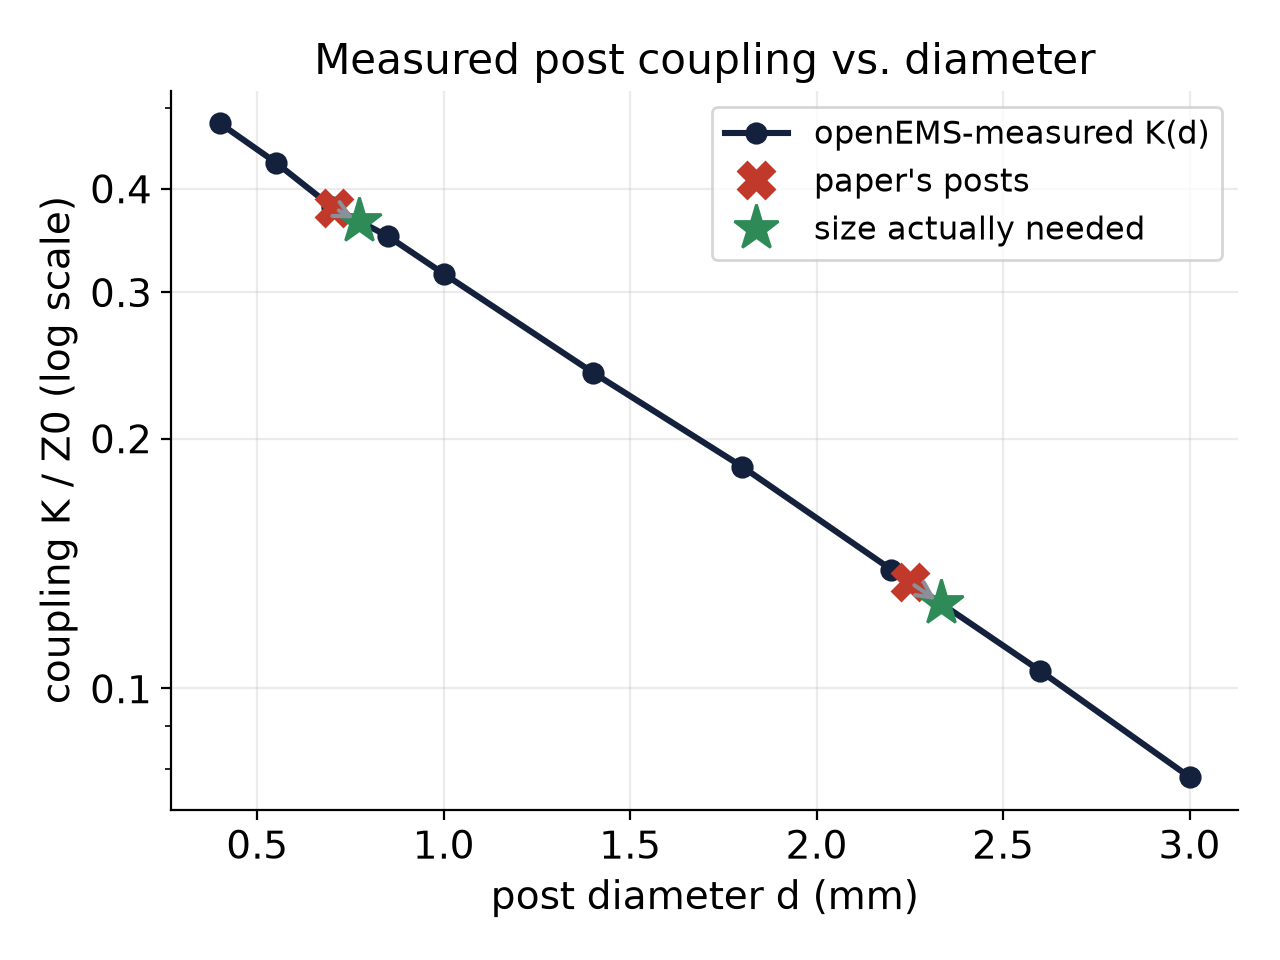 Measured post coupling vs. diameter
openEMS-measured K(d)
paper's posts
size actually needed
coupling K / Z0 (log scale)
0.4
0.3
0.2
0.1
0.5 1.0 1.5 2.0 2.5 3.0
post diameter d (mm)